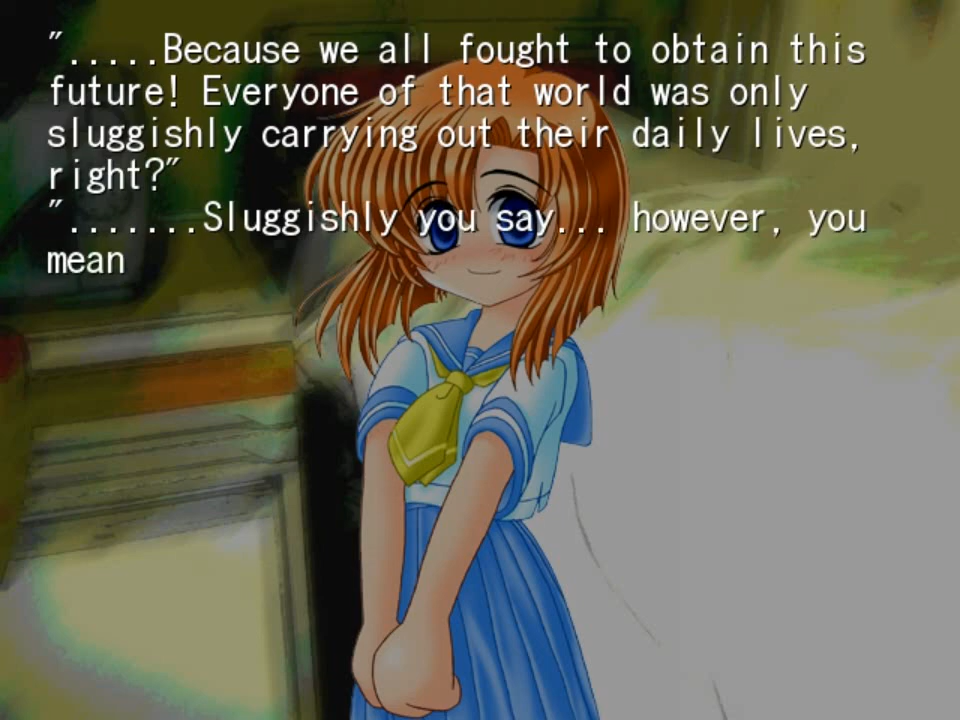 ".....Because we all fought to obtain this
future! Everyone of that world was only
sluggishly carrying out their daily lives,
right?"
".......Sluggishly you say... however, you
mean